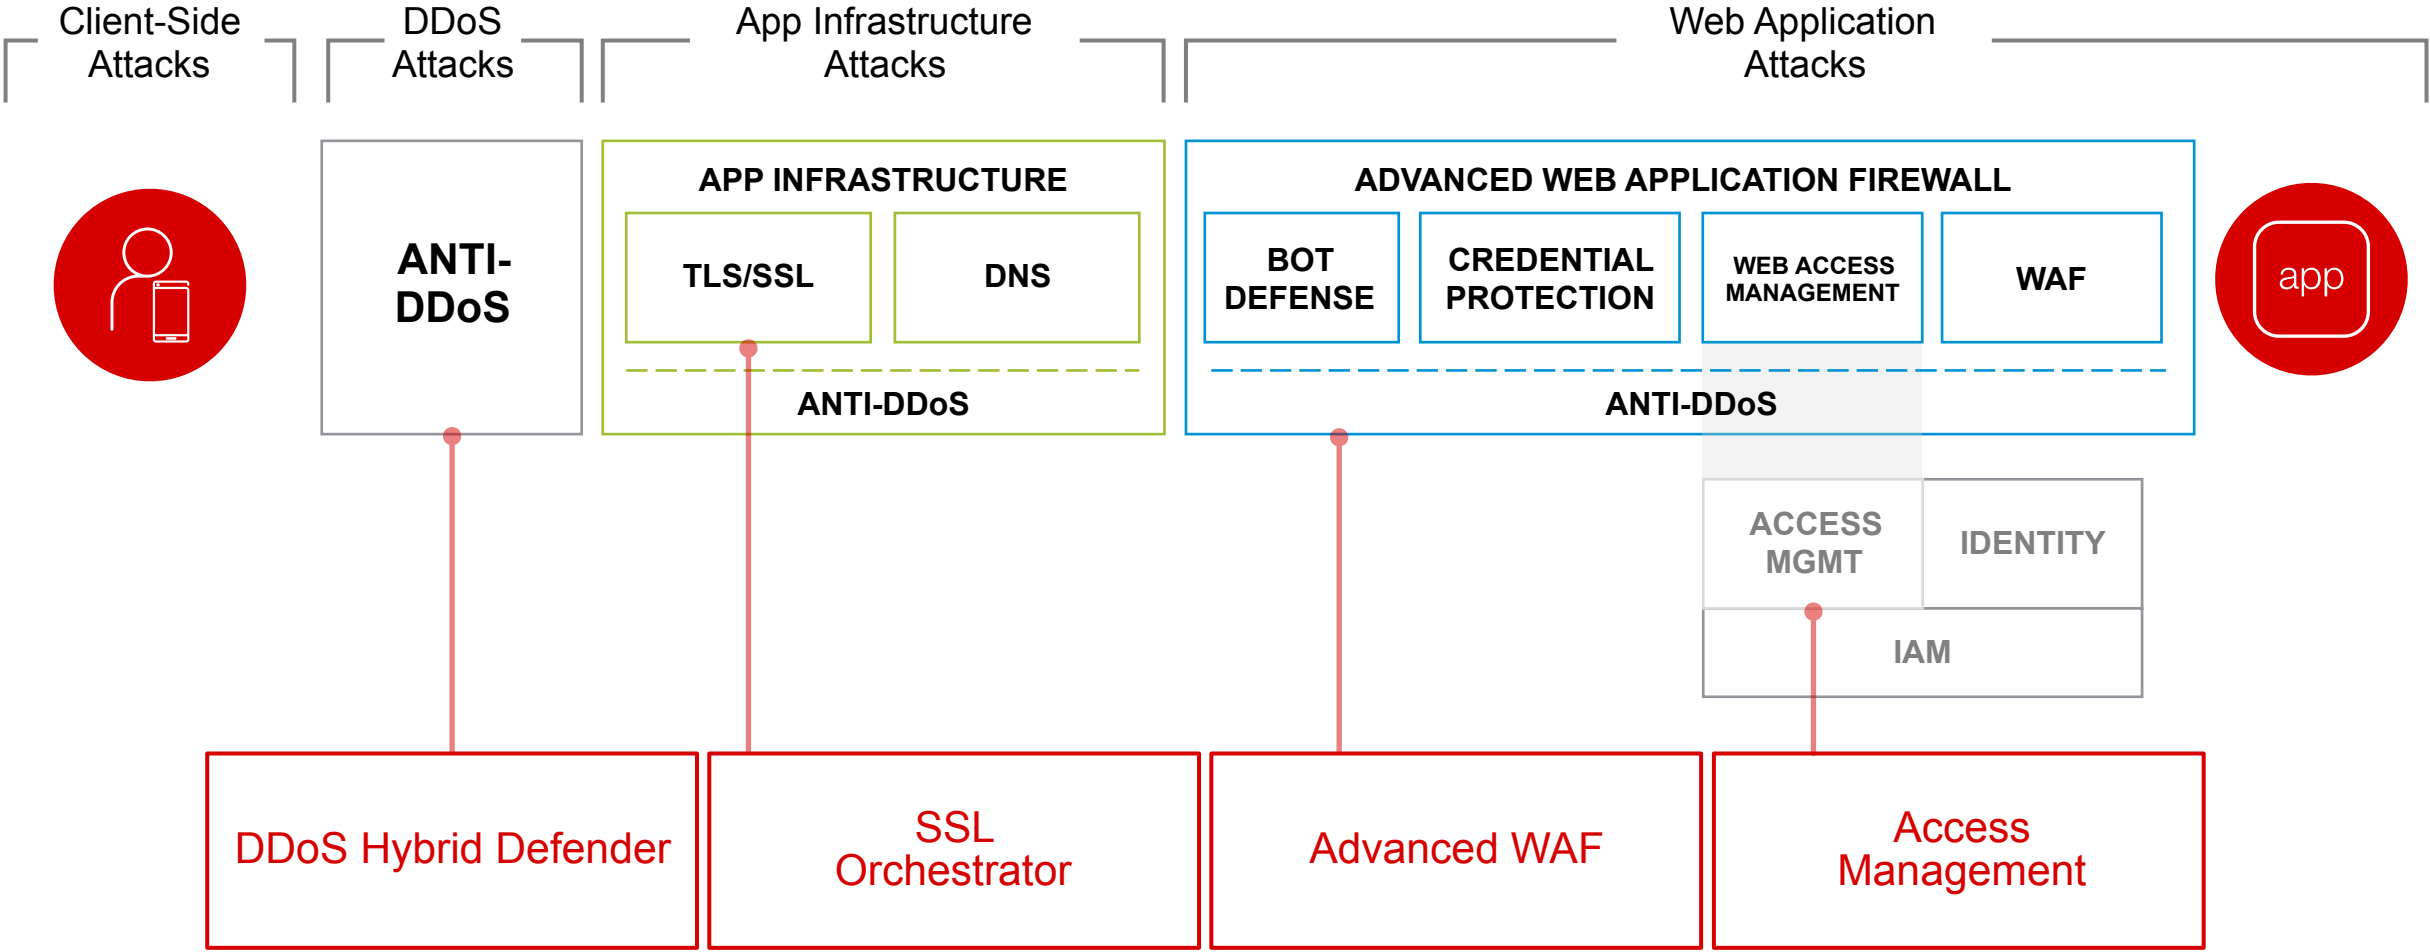 Client-Side
Attacks
DDoS
Attacks
App Infrastructure
Attacks
Web Application
Attacks
ANTI-
DDoS
APP INFRASTRUCTURE
TLS/SSL
DNS
ANTI-DDoS
ADVANCED WEB APPLICATION FIREWALL
BOT
DEFENSE
CREDENTIAL
PROTECTION
WEB ACCESS
MANAGEMENT
WAF
ANTI-DDoS
app
ACCESS
MGMT
IDENTITY
IAM
DDoS Hybrid Defender
SSL
Orchestrator
Advanced WAF
Access
Management